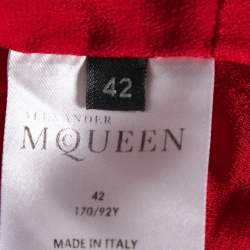 42
ALEXANDER
McQUEEN
42
170/92Y
MADE IN ITALY